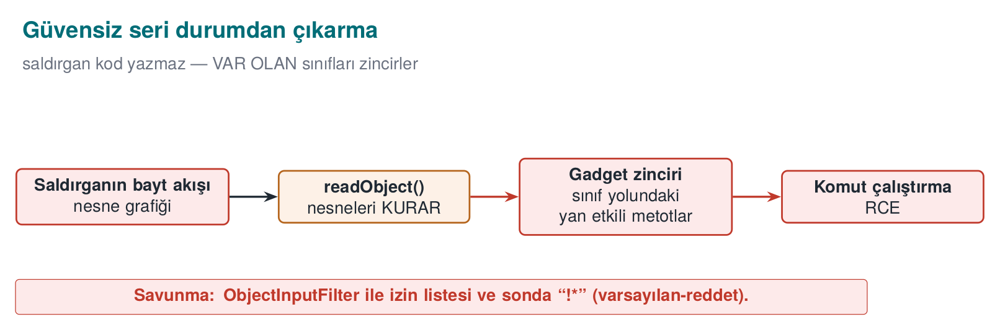 Güvensiz seri durumdan çıkarma
saldırgan kod yazmaz — VAR OLAN sınıfları zincirler
Saldırganın bayt akışı
nesne grafiği
readObject()
nesneleri KURAR
Gadget zinciri
sınıf yolundaki
yan etkili metotlar
Komut çalıştırma
RCE
Savunma: ObjectInputFilter ile izin listesi ve sonda “!*” (varsayılan-reddet).